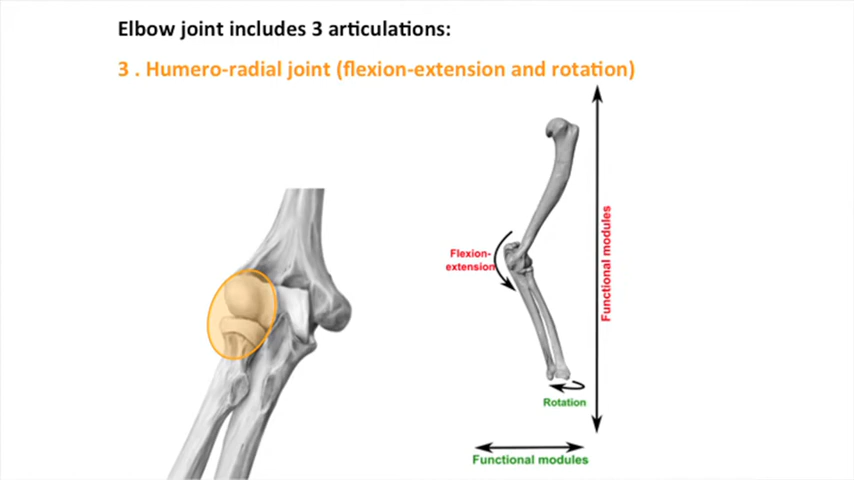 Elbow joint includes 3 articulations:
3 . Humero-radial joint (flexion-extension and rotation)
Flexion-
extension
Functional modules
Rotation
Functional modules